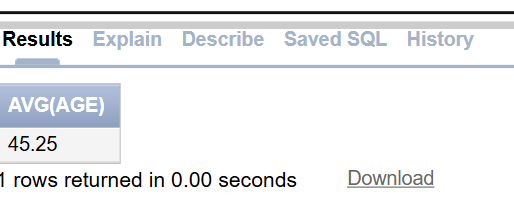 Results Explain Describe Saved SQL History
AVG(AGE)
45.25
1 rows returned in 0.00 seconds Download